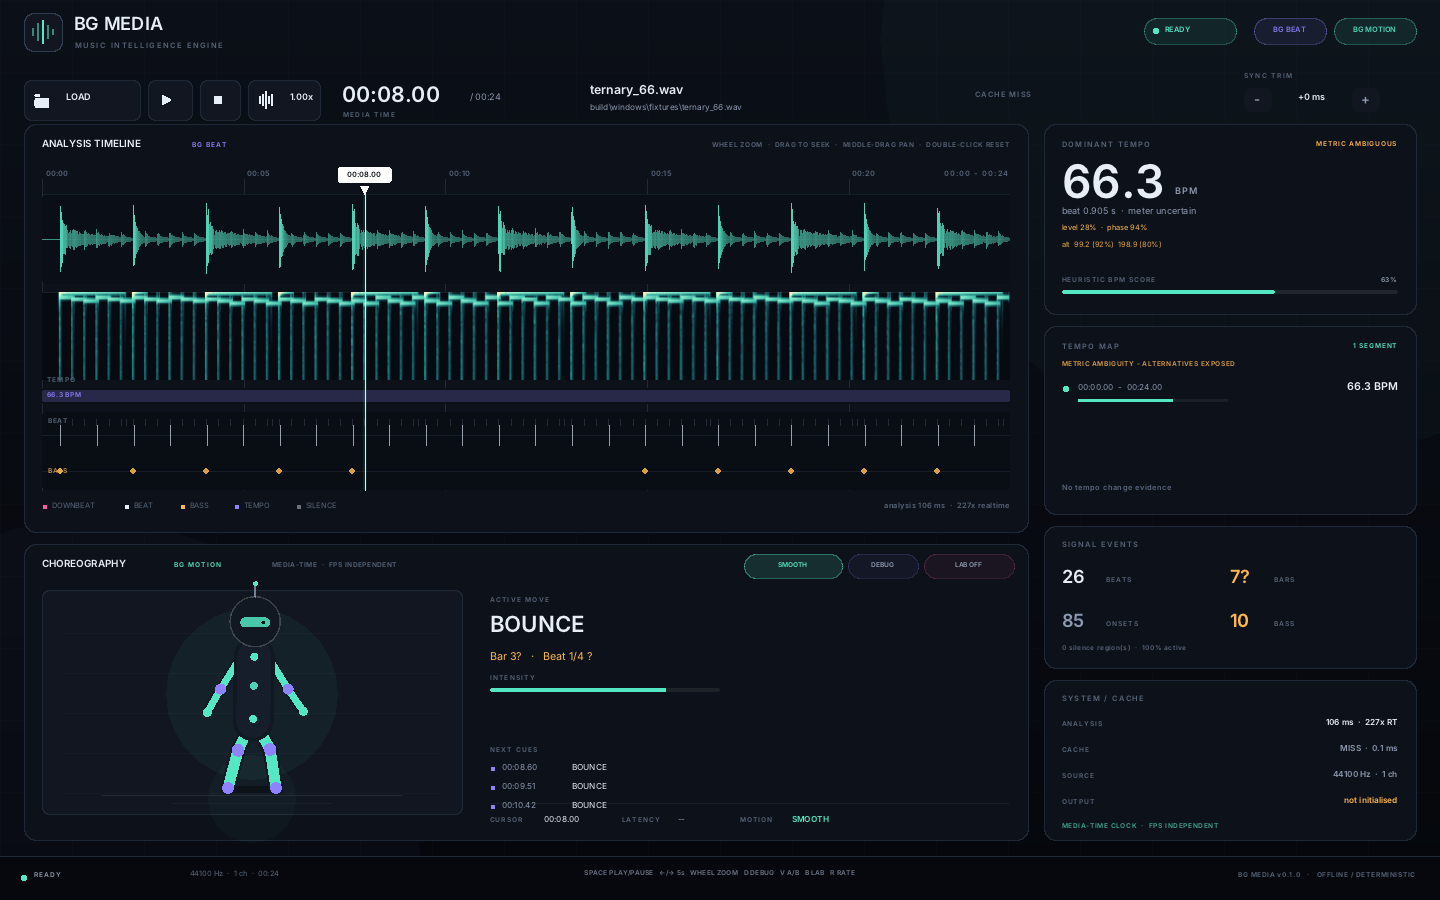 BG MEDIA
MUSIC INTELLIGENCE ENGINE
READY
BG BEAT
BG MOTION
LOAD
1.00x
00:08.00
/ 00:24
MEDIA TIME
ternary_66.wav
build\windows\fixtures\ternary_66.wav
CACHE MISS
SYNC TRIM
-
+0 ms
+
ANALYSIS TIMELINE
BG BEAT
WHEEL ZOOM · DRAG TO SEEK · MIDDLE-DRAG PAN · DOUBLE-CLICK RESET
00:00
00:05
00:08.00
00:10
00:15
00:20
00:00 - 00:24
TEMPO
66.3 BPM
BEAT
BASS
DOWNBEAT
BEAT
BASS
TEMPO
SILENCE
analysis 106 ms · 227x realtime
DOMINANT TEMPO
METRIC AMBIGUOUS
66.3 BPM
beat 0.905 s · meter uncertain
level 28% · phase 94%
alt 99.2 (92%) 198.9 (80%)
HEURISTIC BPM SCORE
63%
TEMPO MAP
1 SEGMENT
METRIC AMBIGUITY - ALTERNATIVES EXPOSED
00:00.00 - 00:24.00
66.3 BPM
No tempo change evidence
SIGNAL EVENTS
26 BEATS
7? BARS
85 ONSETS
10 BASS
0 silence region(s) · 100% active
SYSTEM / CACHE
ANALYSIS
106 ms · 227x RT
CACHE
MISS · 0.1 ms
SOURCE
44100 Hz · 1 ch
OUTPUT
not initialised
MEDIA-TIME CLOCK · FPS INDEPENDENT
CHOREOGRAPHY
BG MOTION
MEDIA-TIME · FPS INDEPENDENT
SMOOTH
DEBUG
LAB OFF
ACTIVE MOVE
BOUNCE
Bar 3? · Beat 1/4 ?
INTENSITY
NEXT CUES
00:08.60 BOUNCE
00:09.51 BOUNCE
00:10.42 BOUNCE
CURSOR 00:08.00
LATENCY --
MOTION SMOOTH
READY
44100 Hz · 1 ch · 00:24
SPACE PLAY/PAUSE ←/→ 5s WHEEL ZOOM D DEBUG V A/B B LAB R RATE
BG MEDIA v0.1.0 · OFFLINE / DETERMINISTIC